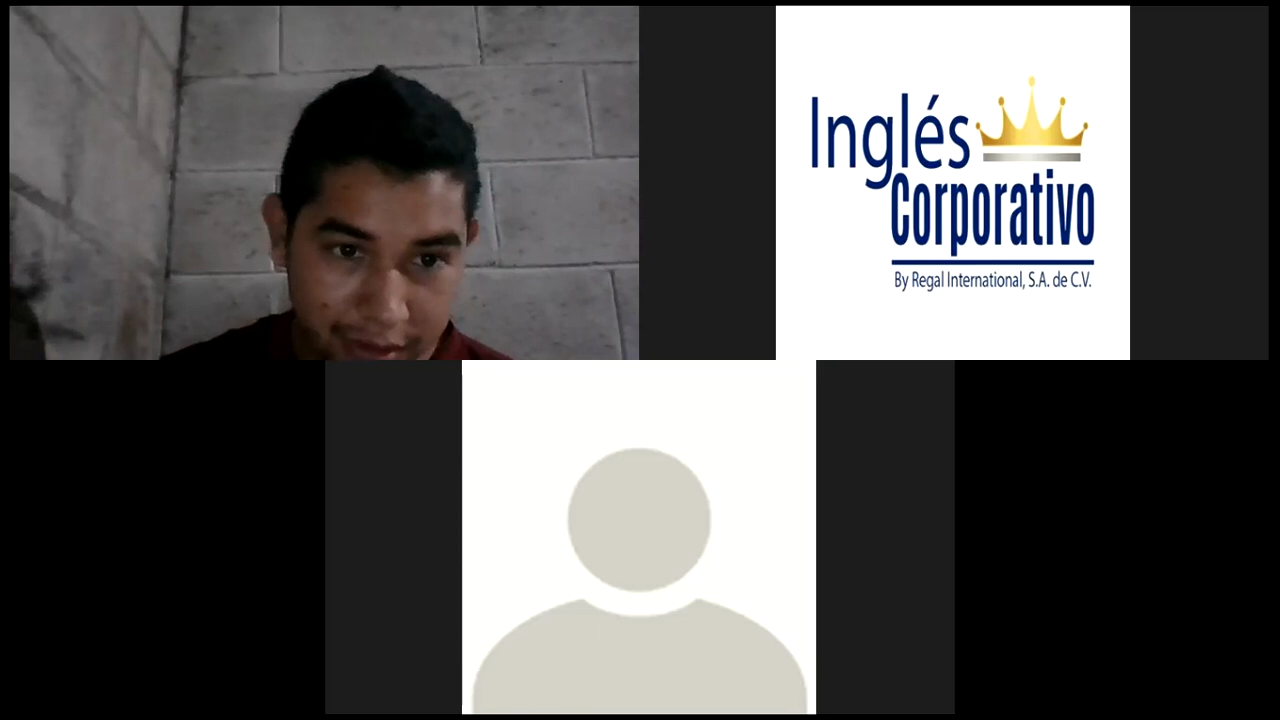 Inglés
Corporativo
By Regal International, S.A. de C.V.